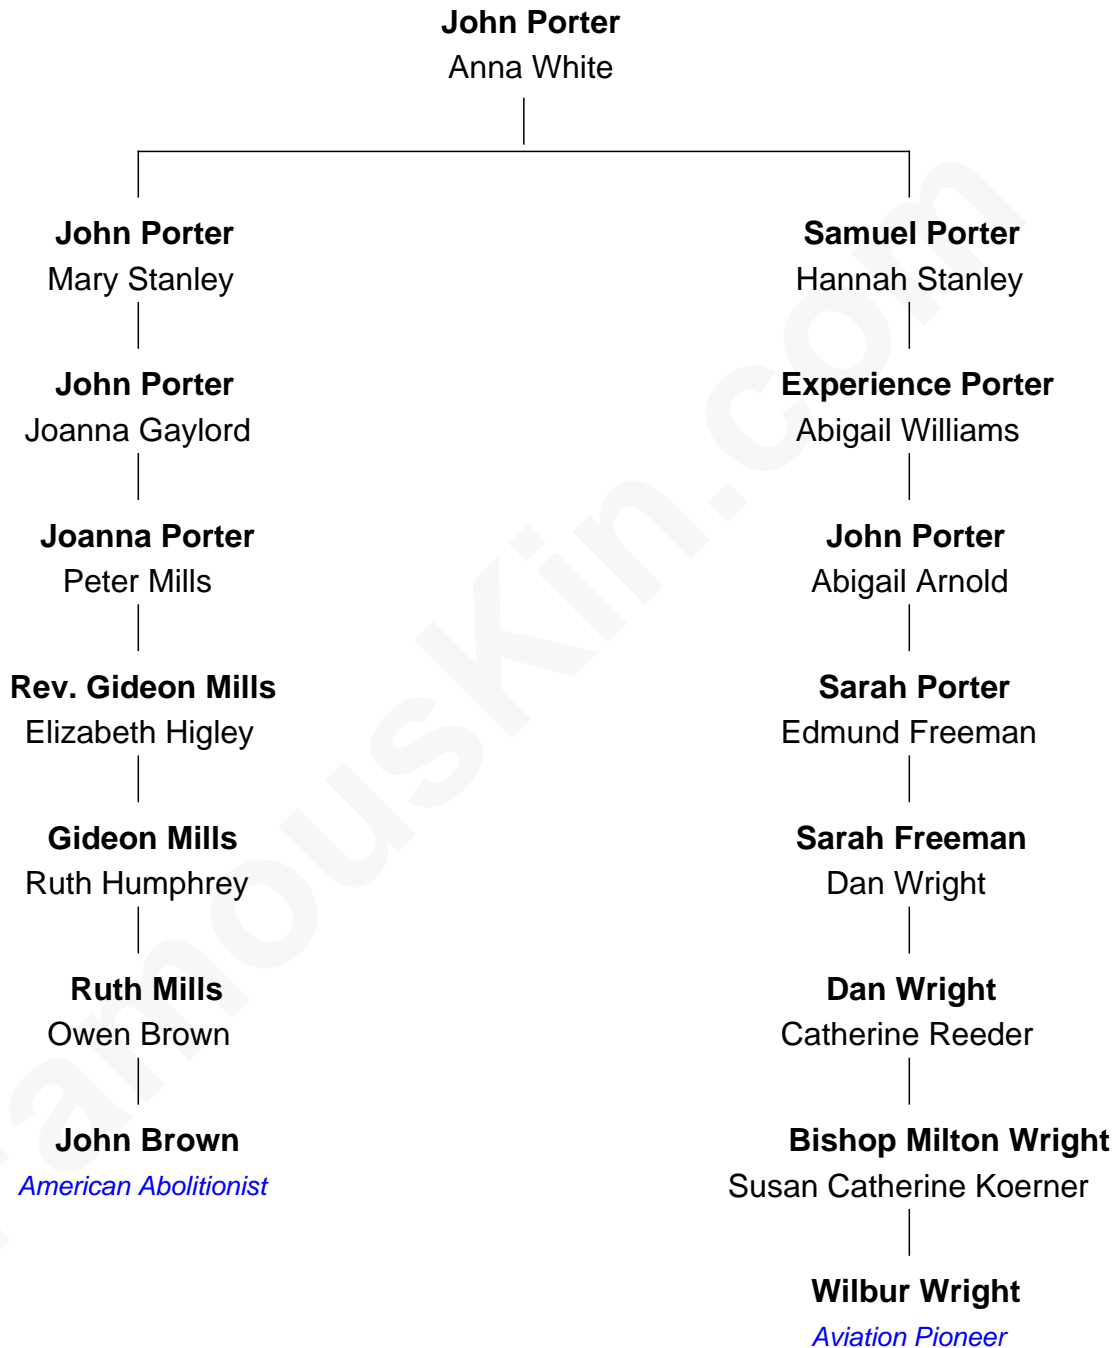 John Porter
Anna White
John Porter
Mary Stanley
Samuel Porter
Hannah Stanley
John Porter
Joanna Gaylord
Experience Porter
Abigail Williams
Joanna Porter
Peter Mills
John Porter
Abigail Arnold
Rev. Gideon Mills
Elizabeth Higley
Sarah Porter
Edmund Freeman
Gideon Mills
Ruth Humphrey
Sarah Freeman
Dan Wright
Ruth Mills
Owen Brown
Dan Wright
Catherine Reeder
John Brown
American Abolitionist
Bishop Milton Wright
Susan Catherine Koerner
Wilbur Wright
Aviation Pioneer
FamousKin.com